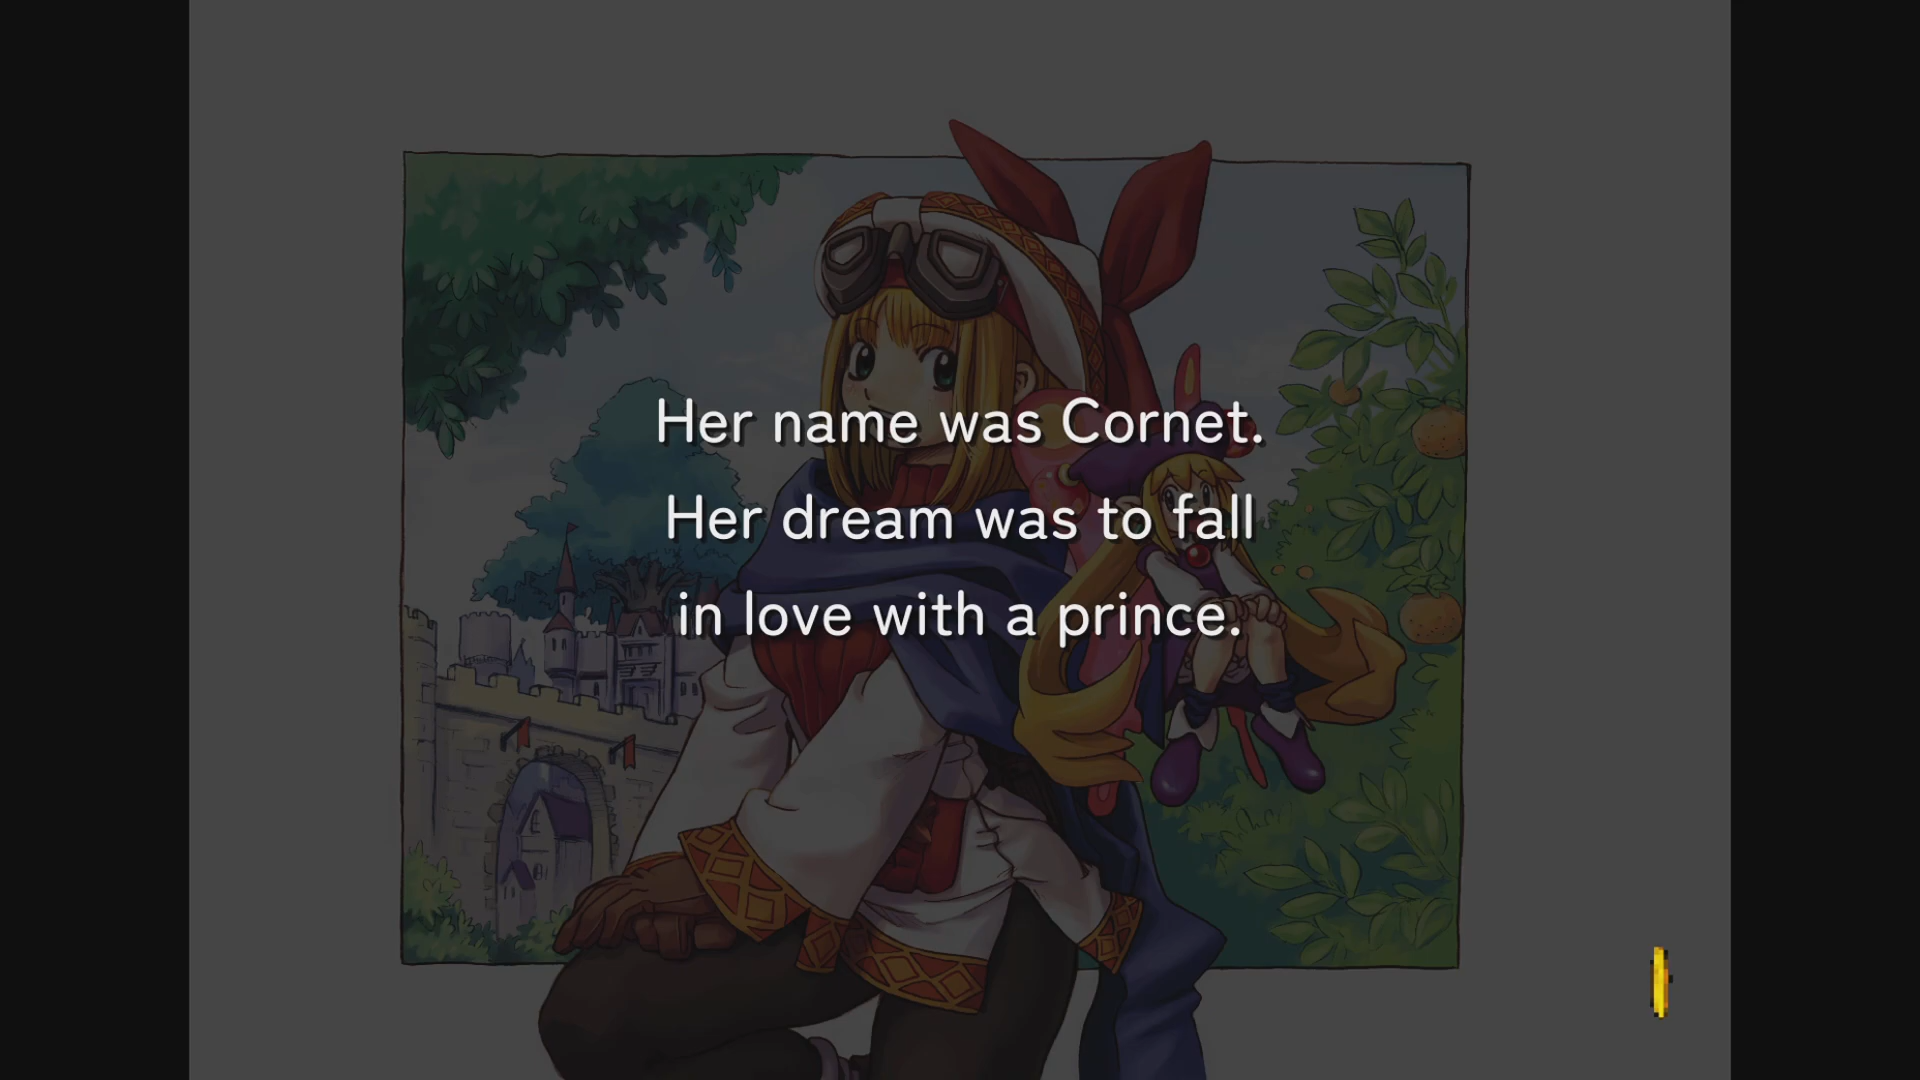 Her name was Cornet.
Her dream was to fall
in love with a prince.